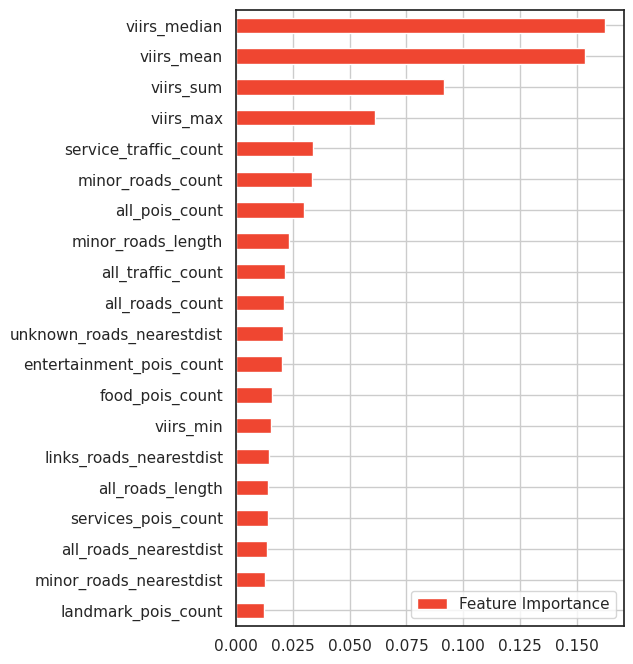 viirs_median
viirs_mean
viirs_sum
viirs_max
service_traffic_count
minor_roads_count
all_pois_count
minor_roads_length
all_traffic_count
all_roads_count
unknown_roads_nearestdist
entertainment_pois_count
food_pois_count
viirs_min
links_roads_nearestdist
all_roads_length
services_pois_count
all_roads_nearestdist
minor_roads_nearestdist
landmark_pois_count
Feature Importance
0.000 0.025 0.050 0.075 0.100 0.125 0.150